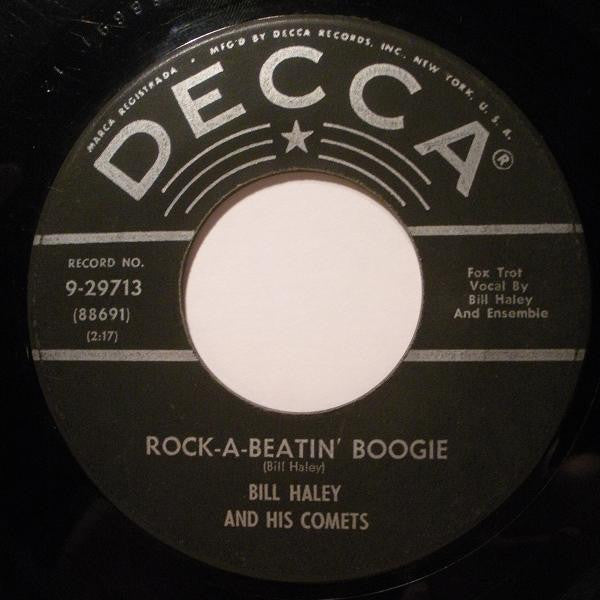 MARCA REGISTRADA • MFG'D BY DECCA RECORDS, INC., NEW YORK, U.S.A.
DECCA®
RECORD NO.
9-29713
(88691)
(2:17)
Fox Trot
Vocal By
Bill Haley
And Ensemble
ROCK-A-BEATIN' BOOGIE
(Bill Haley)
BILL HALEY
AND HIS COMETS